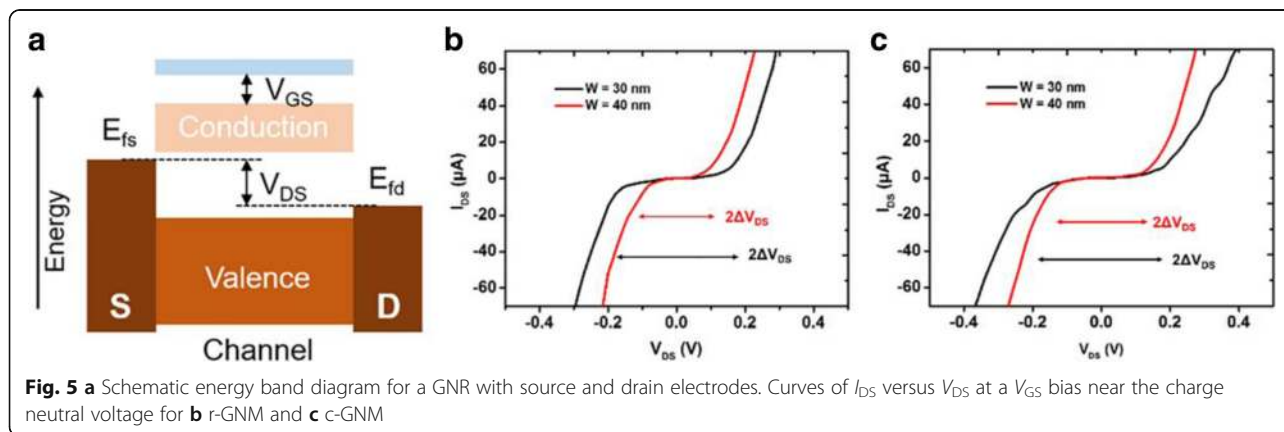 a
Energy
E_fs
V_GS
Conduction
V_DS
E_fd
Valence
S
D
Channel
b
W = 30 nm
W = 40 nm
I_DS (µA)
60
40
20
0
-20
-40
-60
2ΔV_DS
2ΔV_DS
-0.4 -0.2 0.0 0.2 0.4
V_DS (V)
c
W = 30 nm
W = 40 nm
I_DS (µA)
60
40
20
0
-20
-40
-60
2ΔV_DS
2ΔV_DS
-0.4 -0.2 0.0 0.2 0.4
V_DS (V)
Fig. 5 a Schematic energy band diagram for a GNR with source and drain electrodes. Curves of I_DS versus V_DS at a V_GS bias near the charge
neutral voltage for b r-GNM and c c-GNM